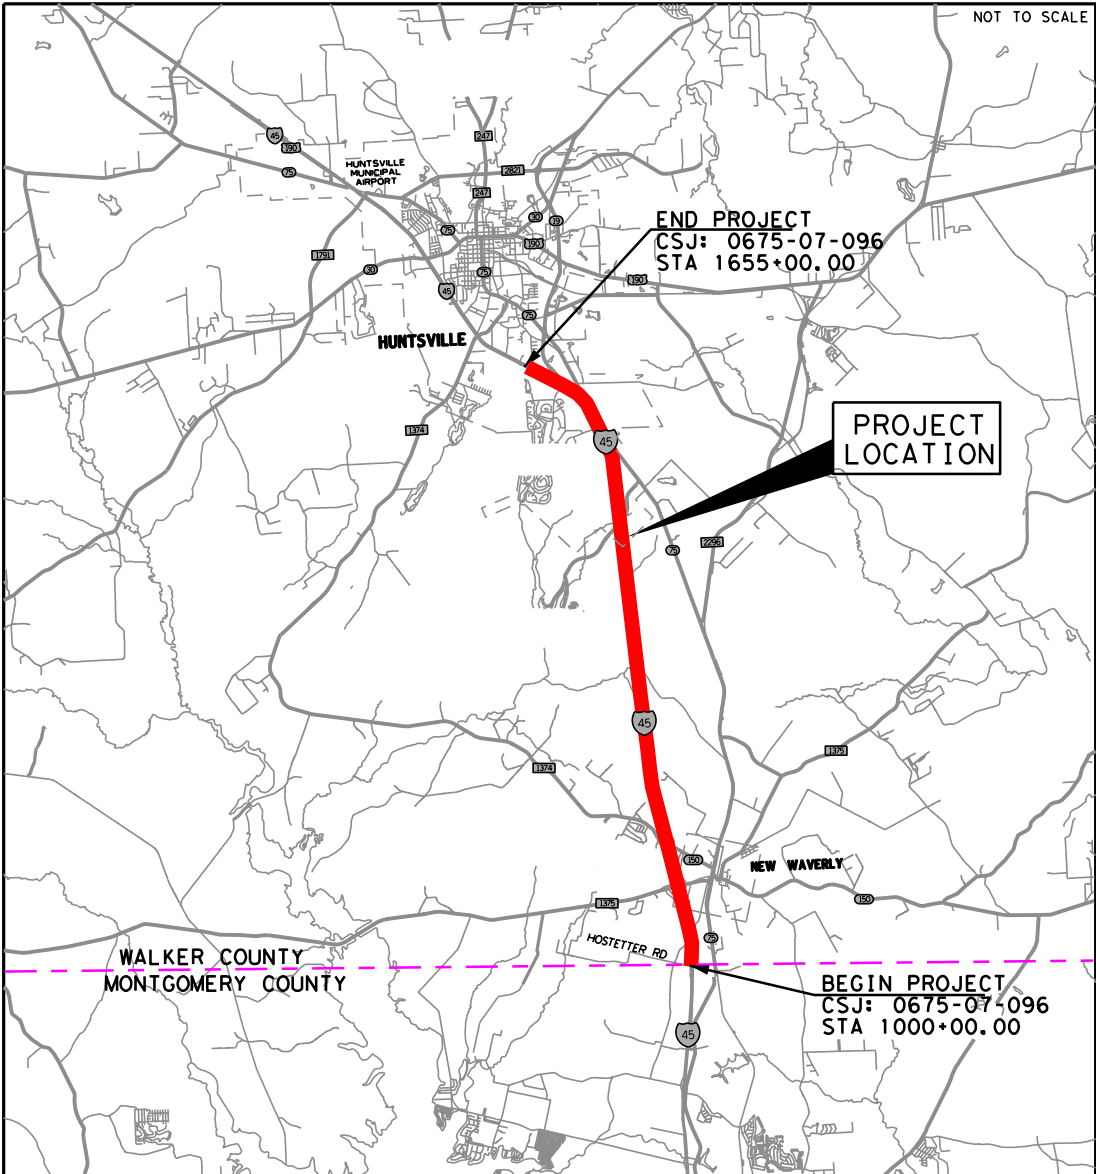 NOT TO SCALE
45
190
75
HUNTSVILLE
MUNICIPAL
AIRPORT
247
2821
247
30
19
75
190
END PROJECT
CSJ: 0675-07-096
STA 1655+00.00
1791
30
75
190
45
75
HUNTSVILLE
1374
45
PROJECT
LOCATION
75
2296
45
1375
1374
150
NEW WAVERLY
1375
150
75
HOSTETTER RD
WALKER COUNTY
MONTGOMERY COUNTY
BEGIN PROJECT
CSJ: 0675-07-096
STA 1000+00.00
45